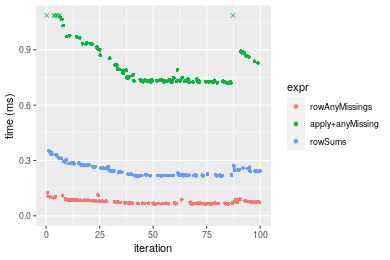 time (ms)
0.9
0.6
0.3
0.0
0
25
50
75
100
iteration
expr
rowAnyMissings
apply+anyMissing
rowSums